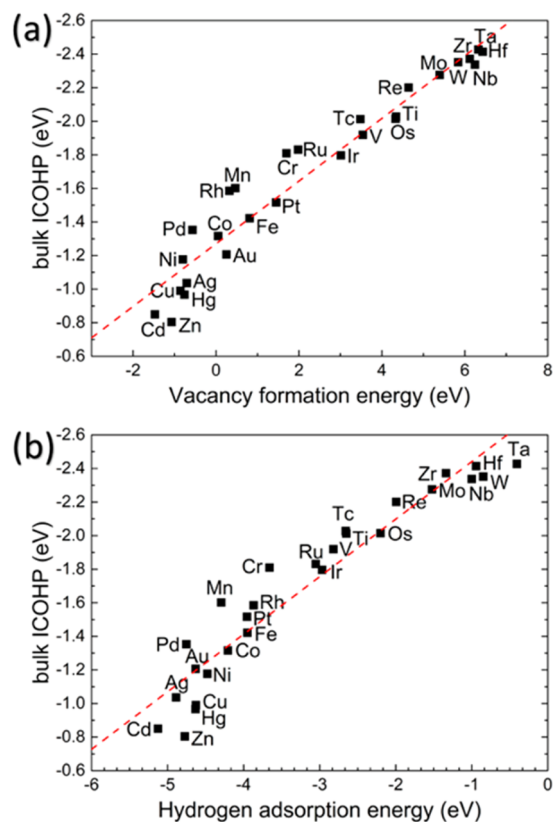 (a)
bulk ICOHP (eV)
-2.6
-2.4
-2.2
-2.0
-1.8
-1.6
-1.4
-1.2
-1.0
-0.8
-0.6
Ta
Zr
Hf
Mo
W
Nb
Re
Tc
Ti
V
Os
Ru
Cr
Ir
Mn
Rh
Pt
Pd
Co
Fe
Ni
Au
Ag
Cu
Hg
Cd
Zn
-2
0
2
4
6
8
Vacancy formation energy (eV)
(b)
bulk ICOHP (eV)
-2.6
-2.4
-2.2
-2.0
-1.8
-1.6
-1.4
-1.2
-1.0
-0.8
-0.6
Ta
Hf
Zr
W
Mo
Nb
Re
Tc
Ti
Os
Ru
V
Cr
Ir
Mn
Rh
Pt
Fe
Pd
Co
Au
Ni
Ag
Cu
Hg
Cd
Zn
-6
-5
-4
-3
-2
-1
0
Hydrogen adsorption energy (eV)